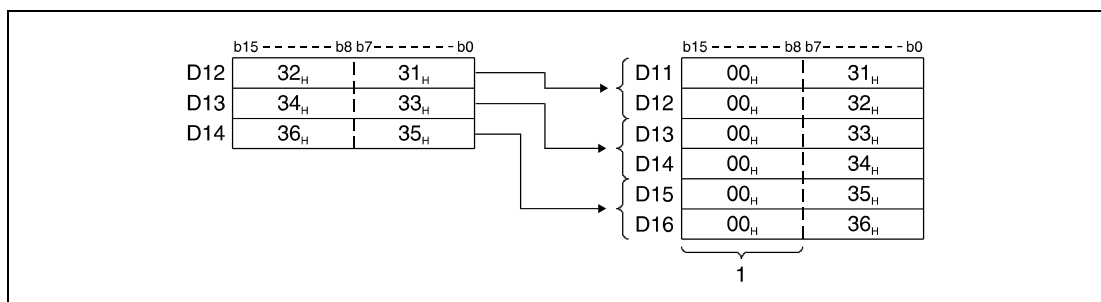 b15 ------ b8 b7 ------ b0
D12 32H 31H
D13 34H 33H
D14 36H 35H
b15 ------ b8 b7 ------ b0
D11 00H 31H
D12 00H 32H
D13 00H 33H
D14 00H 34H
D15 00H 35H
D16 00H 36H
1